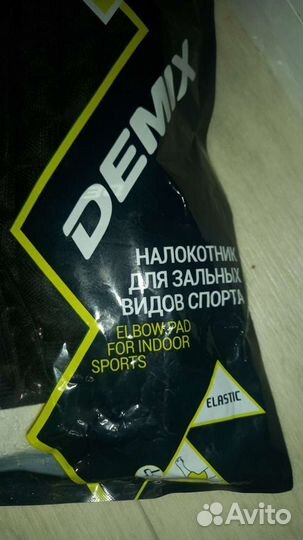 DEMIX
НАЛОКОТНИК
ДЛЯ ЗАЛЬНЫХ
ВИДОВ СПОРТА
ELBOW PAD
FOR INDOOR
SPORTS
ELASTIC
Avito